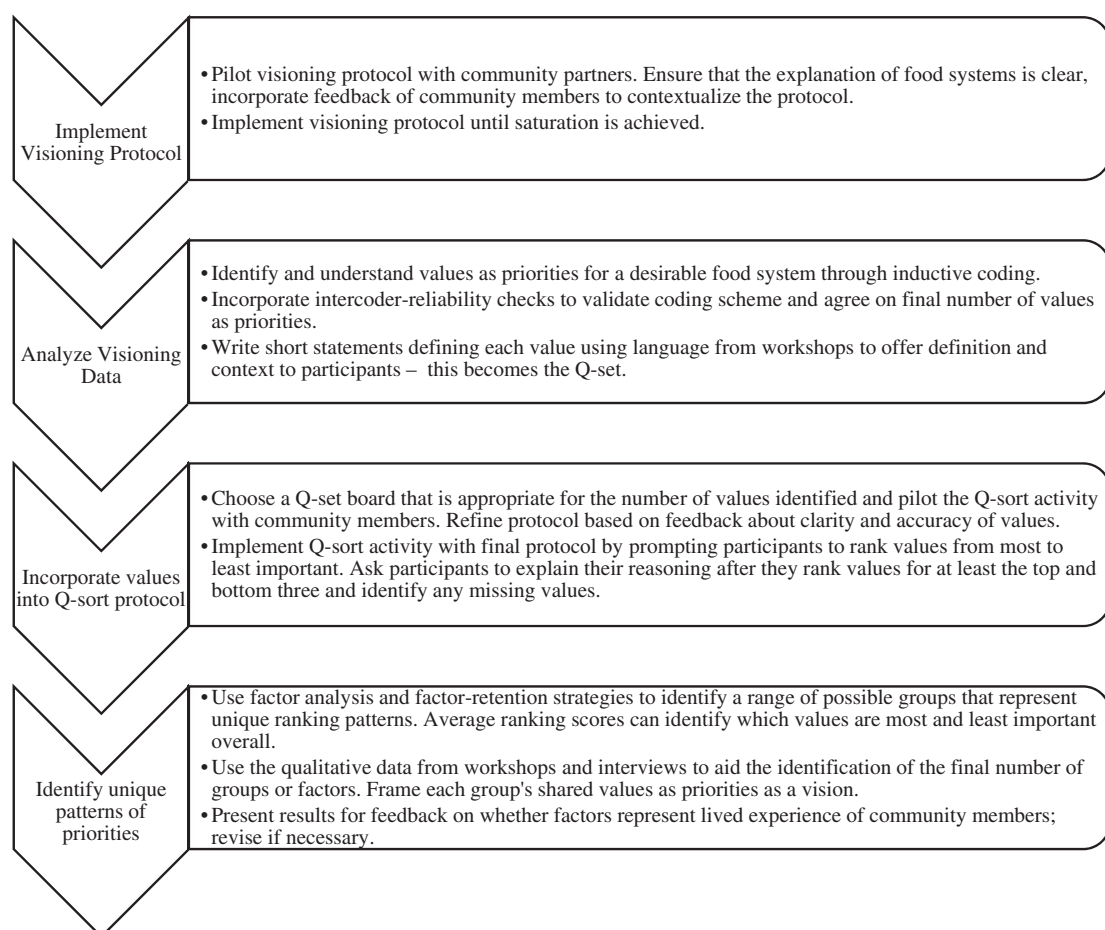 Implement
Visioning Protocol
• Pilot visioning protocol with community partners. Ensure that the explanation of food systems is clear,
incorporate feedback of community members to contextualize the protocol.
• Implement visioning protocol until saturation is achieved.
Analyze Visioning
Data
• Identify and understand values as priorities for a desirable food system through inductive coding.
• Incorporate intercoder-reliability checks to validate coding scheme and agree on final number of values
as priorities.
• Write short statements defining each value using language from workshops to offer definition and
context to participants – this becomes the Q-set.
Incorporate values
into Q-sort protocol
• Choose a Q-set board that is appropriate for the number of values identified and pilot the Q-sort activity
with community members. Refine protocol based on feedback about clarity and accuracy of values.
• Implement Q-sort activity with final protocol by prompting participants to rank values from most to
least important. Ask participants to explain their reasoning after they rank values for at least the top and
bottom three and identify any missing values.
Identify unique
patterns of
priorities
• Use factor analysis and factor-retention strategies to identify a range of possible groups that represent
unique ranking patterns. Average ranking scores can identify which values are most and least important
overall.
• Use the qualitative data from workshops and interviews to aid the identification of the final number of
groups or factors. Frame each group's shared values as priorities as a vision.
• Present results for feedback on whether factors represent lived experience of community members;
revise if necessary.